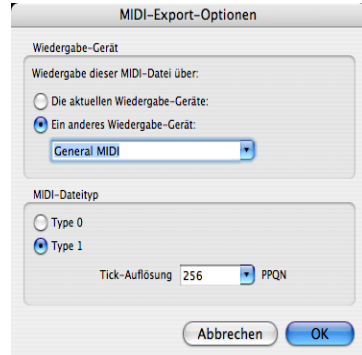 MIDI-Export-Optionen
Wiedergabe-Gerät
Wiedergabe dieser MIDI-Datei über:
Die aktuellen Wiedergabe-Geräte:
Ein anderes Wiedergabe-Gerät:
General MIDI
MIDI-Dateityp
Type 0
Type 1
Tick-Auflösung 256 PPQN
Abbrechen OK